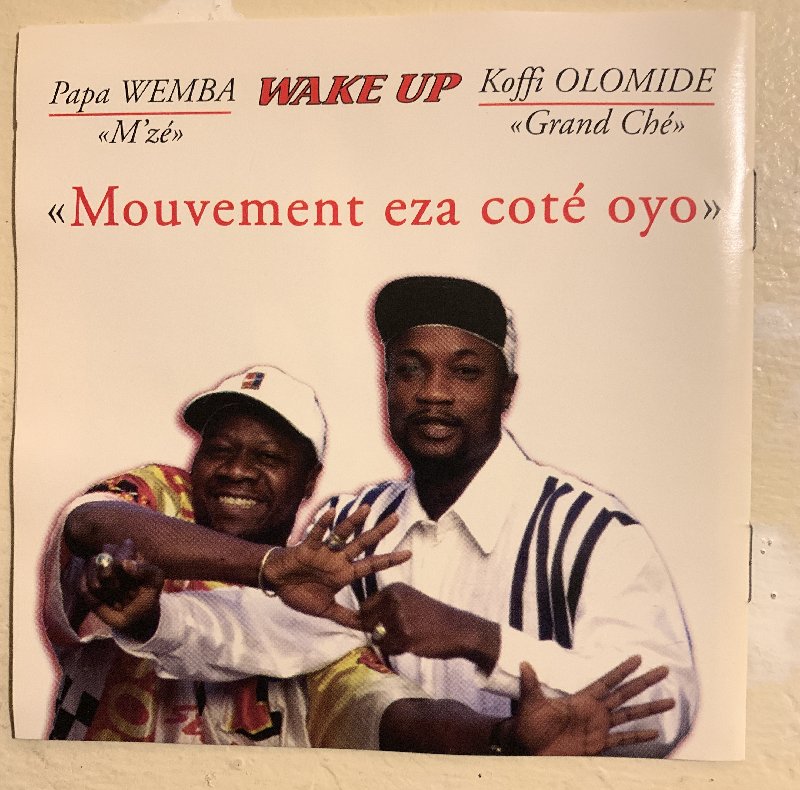 Papa WEMBA WAKE UP Koffi OLOMIDE
«M'zé» «Grand Ché»
«Mouvement eza coté oyo»